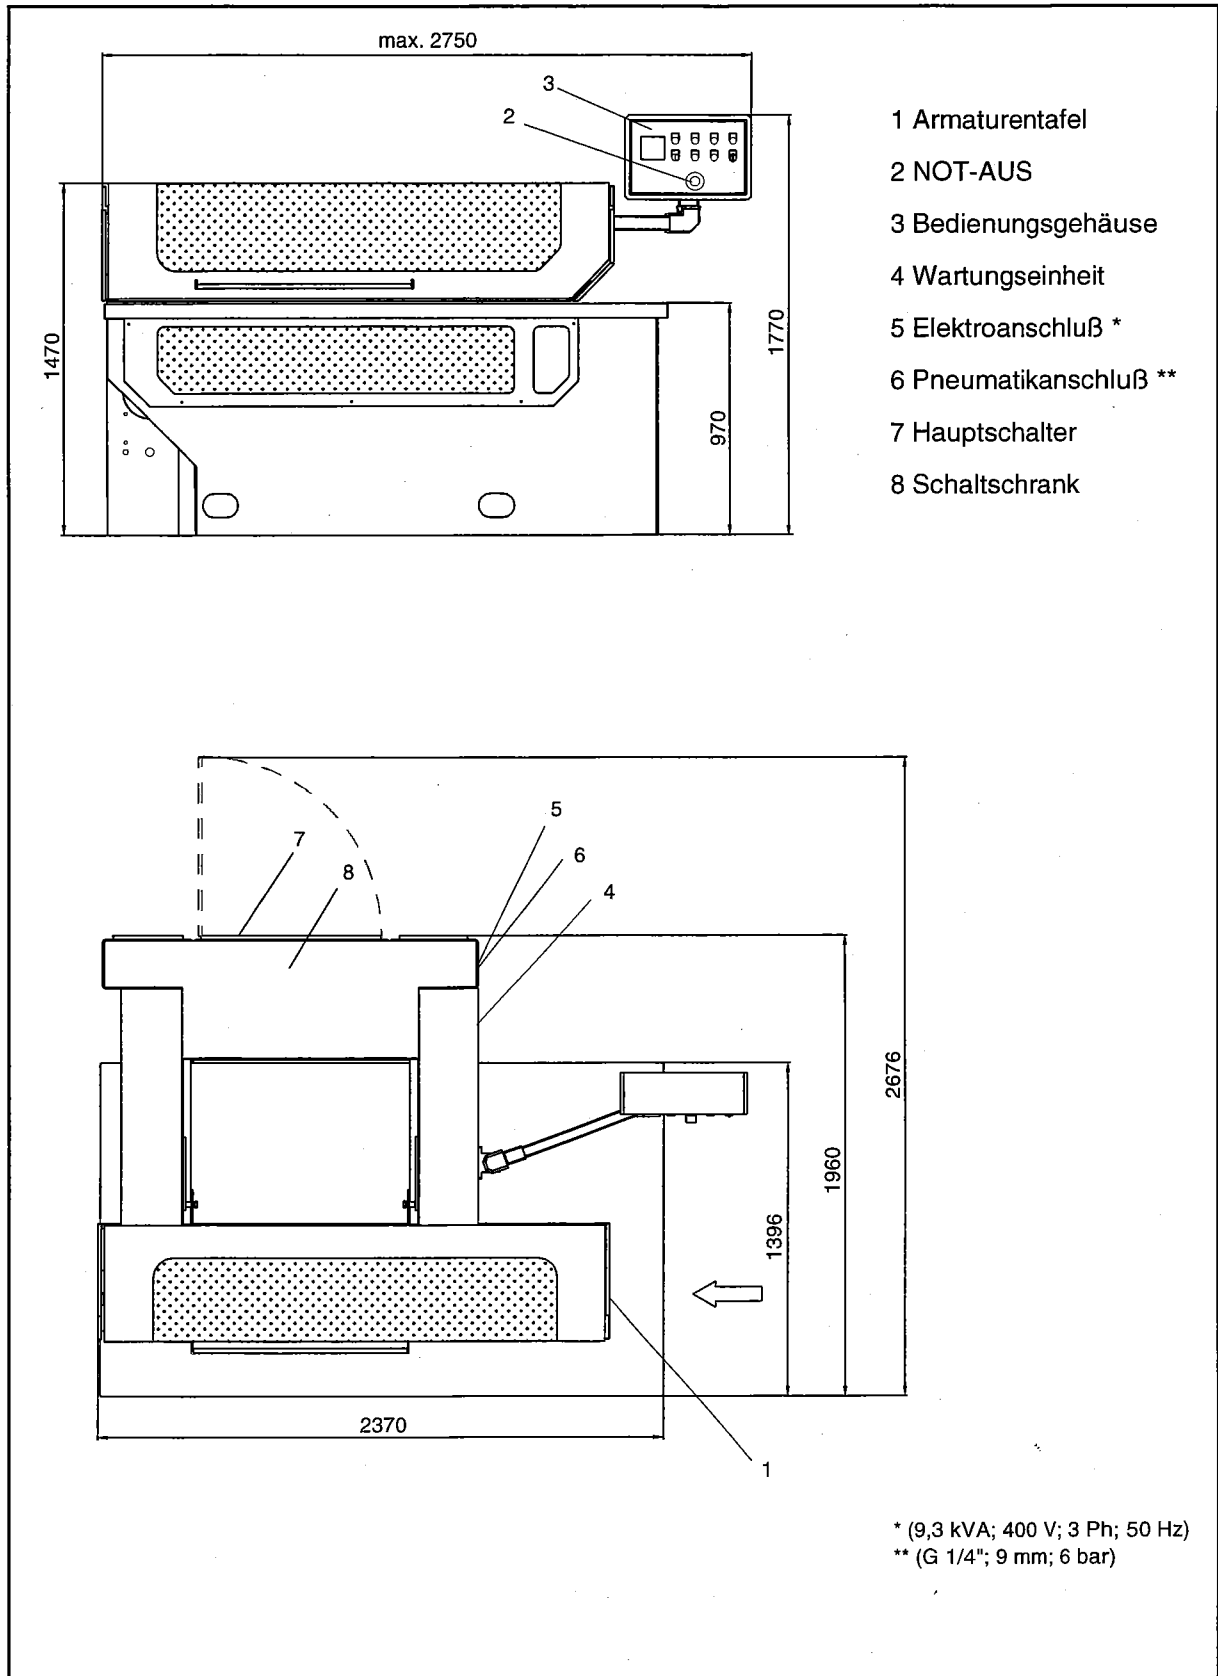 max. 2750
3
2
1470
970
1770
1 Armaturentafel
2 NOT-AUS
3 Bedienungsgehäuse
4 Wartungseinheit
5 Elektroanschluß *
6 Pneumatikanschluß **
7 Hauptschalter
8 Schaltschrank
5
7
6
8
4
2676
1960
1396
2370
1
* (9,3 kVA; 400 V; 3 Ph; 50 Hz)
** (G 1/4"; 9 mm; 6 bar)